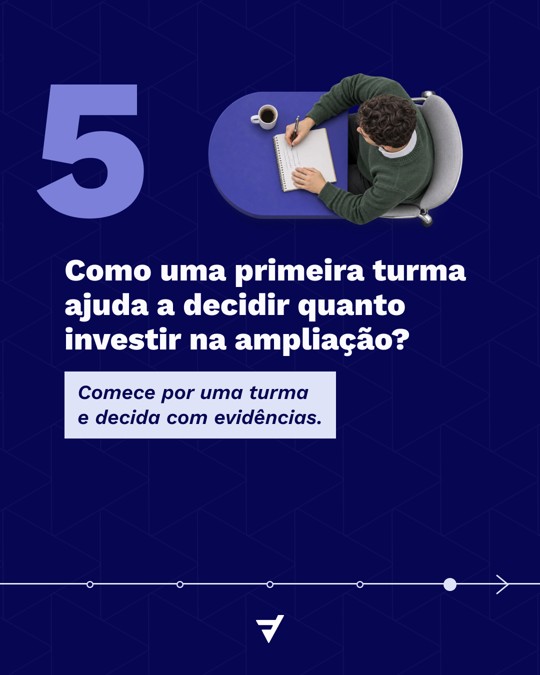 5
Como uma primeira turma
ajuda a decidir quanto
investir na ampliação?
Comece por uma turma
e decida com evidências.